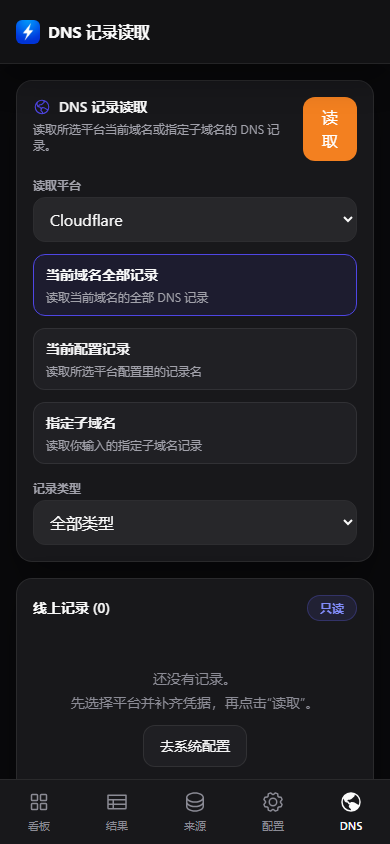 DNS 记录读取
DNS 记录读取
读取所选平台当前域名或指定子域名的 DNS 记
录。
读
取
读取平台
Cloudflare
当前域名全部记录
读取当前域名的全部 DNS 记录
当前配置记录
读取所选平台配置里的记录名
指定子域名
读取你输入的指定子域名记录
记录类型
全部类型
线上记录 (0)
只读
还没有记录。
先选择平台并补齐凭据，再点击“读取”。
去系统配置
看板
结果
来源
配置
DNS